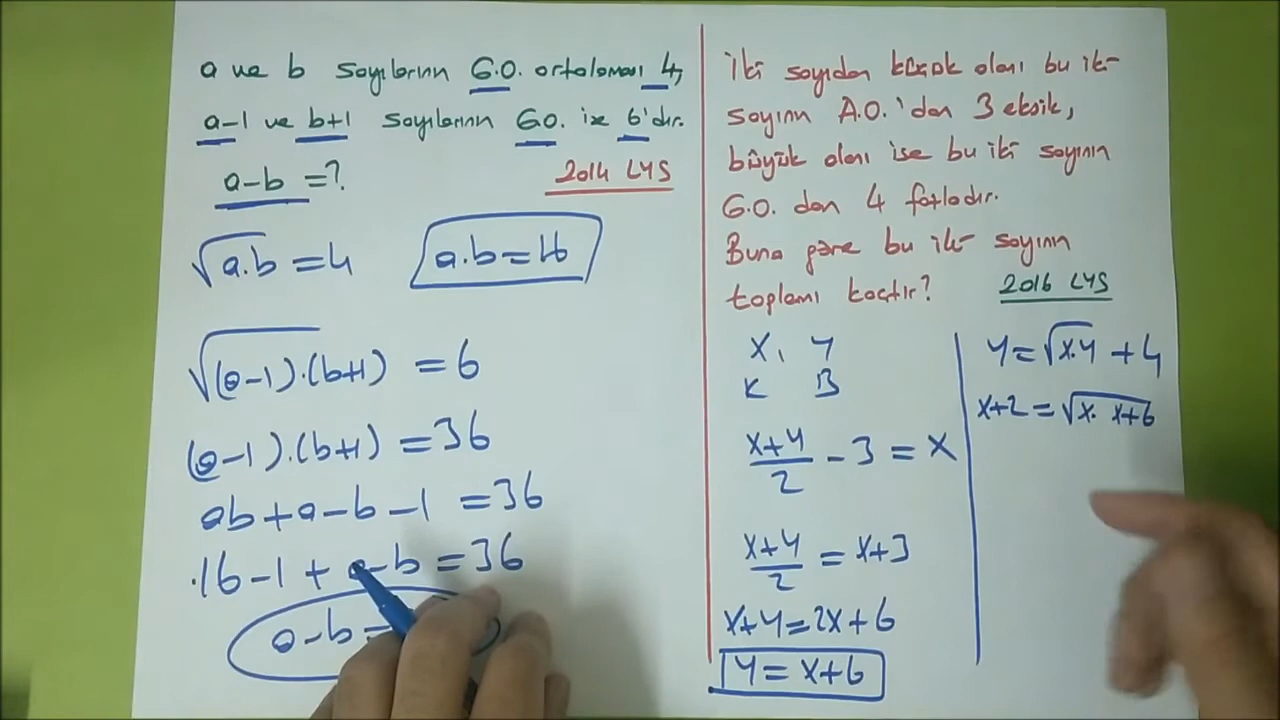 a ve b sayılarının G.O. ortalaması 4,
a-1 ve b+1 sayılarının G.O. ise 6'dır.
a-b=?
2014 LYS
√a.b = 4
a.b=16
√(a-1).(b+1) = 6
(a-1).(b+1) = 36
ab+a-b-1 = 36
16-1+a-b=36
a-b=
İki sayıdan küçük olanı bu iki
sayının A.O.'dan 3 eksik,
büyük olanı ise bu iki sayının
G.O. dan 4 fazladır.
Buna göre bu iki sayının
toplamı kaçtır?
2016 LYS
X, Y
K B
x+y/2 - 3 = x
x+y/2 = x+3
x+y=2x+6
y = x+6
y=√x.y +4
x+2=√x. x+6